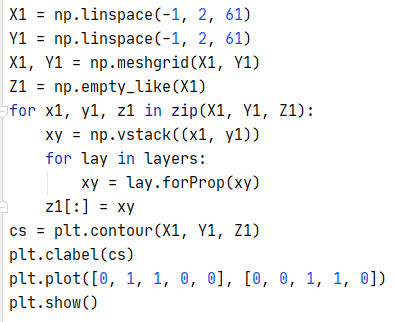 X1 = np.linspace(-1, 2, 61)
Y1 = np.linspace(-1, 2, 61)
X1, Y1 = np.meshgrid(X1, Y1)
Z1 = np.empty_like(X1)
for x1, y1, z1 in zip(X1, Y1, Z1):
    xy = np.vstack((x1, y1))
    for lay in layers:
        xy = lay.forProp(xy)
    z1[:] = xy
cs = plt.contour(X1, Y1, Z1)
plt.clabel(cs)
plt.plot([0, 1, 1, 0, 0], [0, 0, 1, 1, 0])
plt.show()